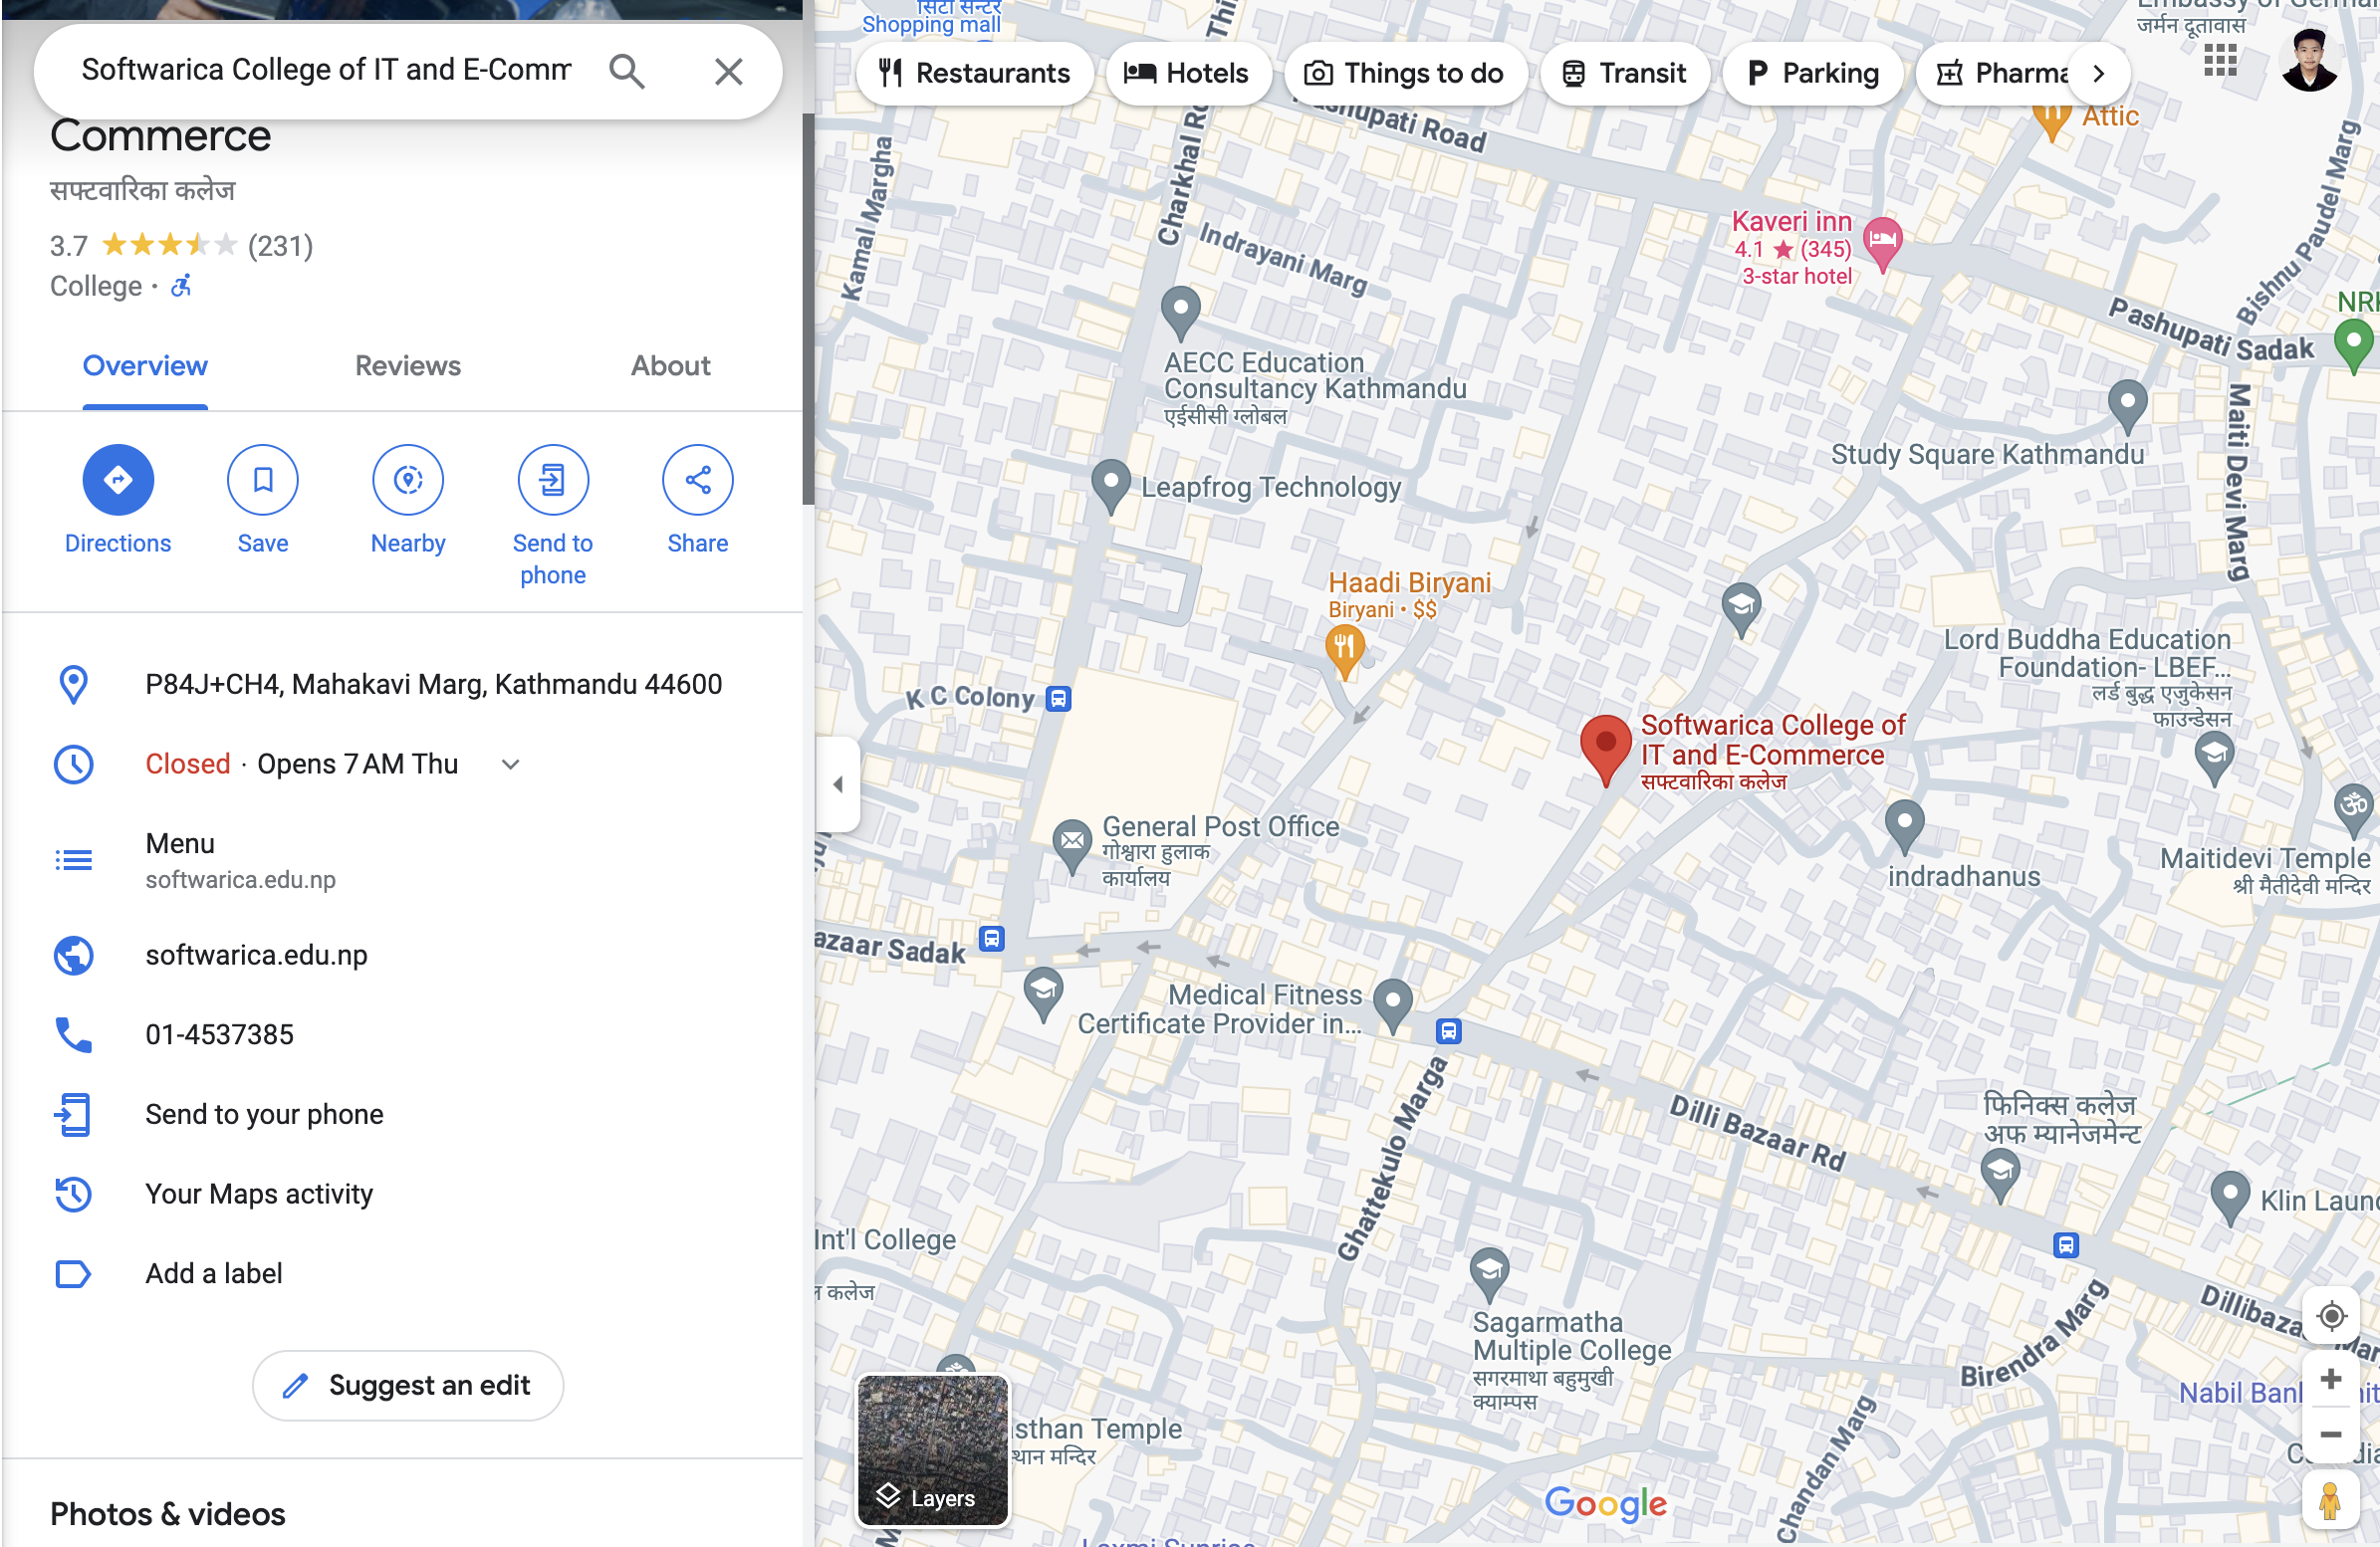 Softwarica College of IT and E-Comm
Commerce
सफ्टवारिका कलेज
3.7 (231)
College ·
Overview
Reviews
About
Directions
Save
Nearby
Send to
phone
Share
P84J+CH4, Mahakavi Marg, Kathmandu 44600
Closed · Opens 7 AM Thu
Menu
softwarica.edu.np
softwarica.edu.np
01-4537385
Send to your phone
Your Maps activity
Add a label
Suggest an edit
Photos & videos
सिटी सेन्टर
Shopping mall
Restaurants
Hotels
Things to do
Transit
P Parking
Pharma
जर्मन दूतावास
Attic
Pashupati Road
Charkhal Ro
Kamal Margha
Indrayani Marg
Kaveri inn
4.1 ★ (345)
3-star hotel
Bishnu Paudel Marg
Pashupati Sadak
AECC Education
Consultancy Kathmandu
एईसीसी ग्लोबल
Study Square Kathmandu
Maiti Devi Marg
Leapfrog Technology
Haadi Biryani
Biryani • $$
Lord Buddha Education
Foundation- LBEF...
लर्ड बुद्ध एजुकेसन
फाउन्डेसन
K C Colony
Softwarica College of
IT and E-Commerce
सफ्टवारिका कलेज
General Post Office
गोश्वारा हुलाक
कार्यालय
indradhanus
Maitidevi Temple
श्री मैतीदेवी मन्दिर
azaar Sadak
Medical Fitness
Certificate Provider in...
Ghattekulo Marga
Dilli Bazaar Rd
फिनिक्स कलेज
अफ म्यानेजमेन्ट
Klin Laund
Int'l College
कलेज
Sagarmatha
Multiple College
सगरमाथा बहुमुखी
क्याम्पस
Birendra Marg
Dillibaza
Nabil Bank
sthan Temple
थान मन्दिर
Chandan Marg
Layers
Google
Laxmi Sunrise